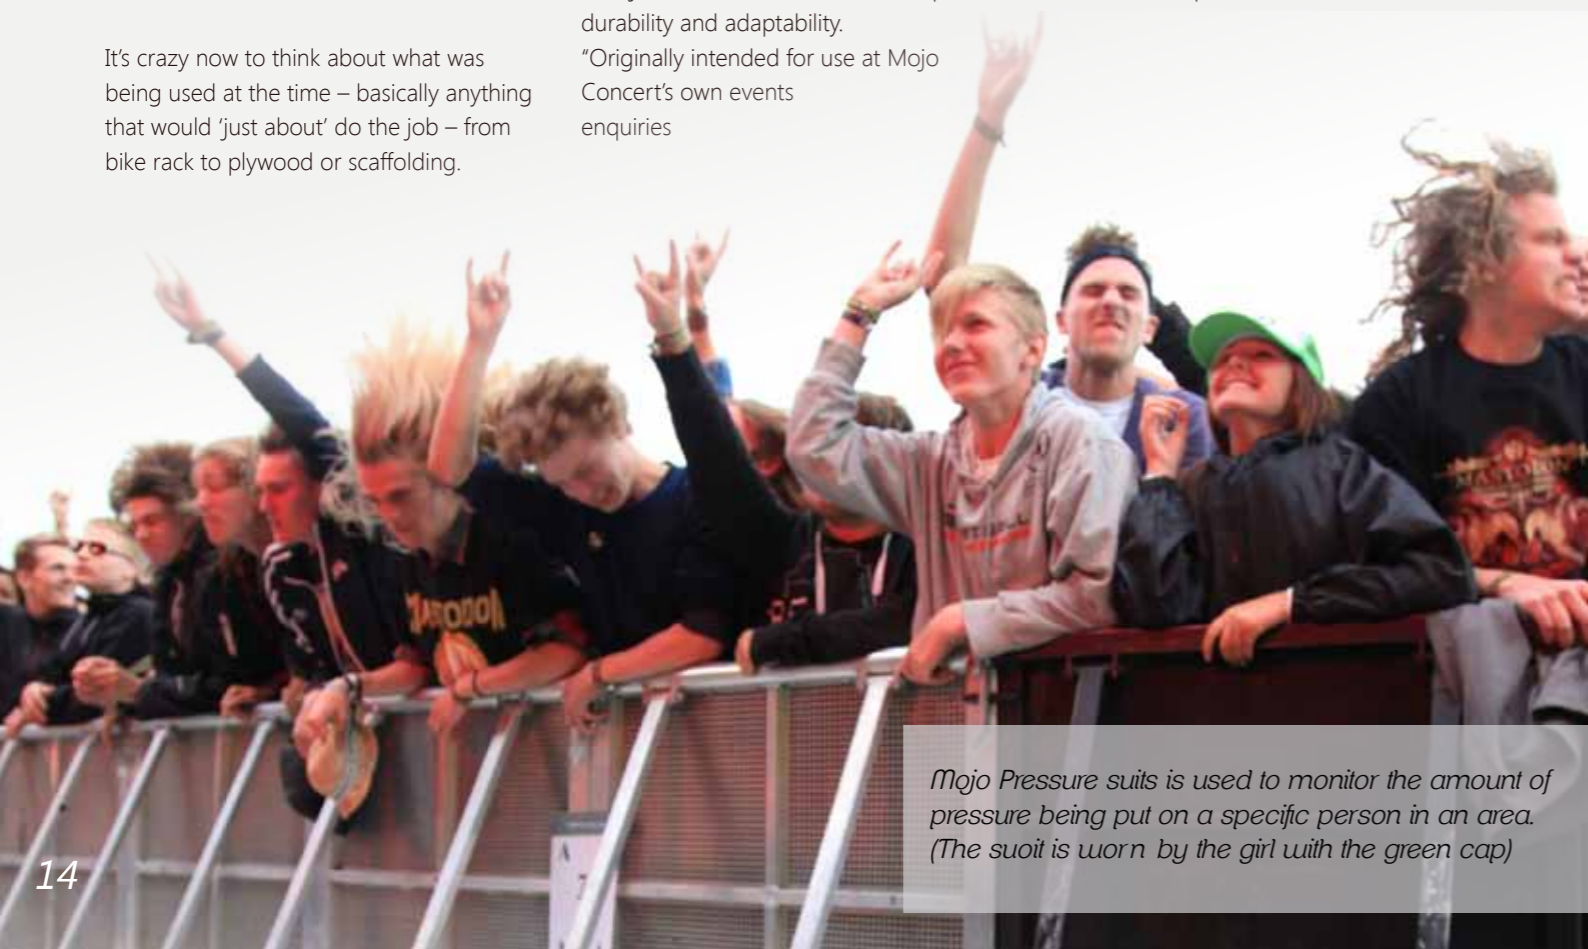 It’s crazy now to think about what was
being used at the time – basically anything
that would ‘just about’ do the job – from
bike rack to plywood or scaffolding.
durability and adaptability.
“Originally intended for use at Mojo
Concert’s own events
enquiries
MASTODON
Mojo Pressure suits is used to monitor the amount of
pressure being put on a specific person in an area.
(The suoit is worn by the girl with the green cap)
14